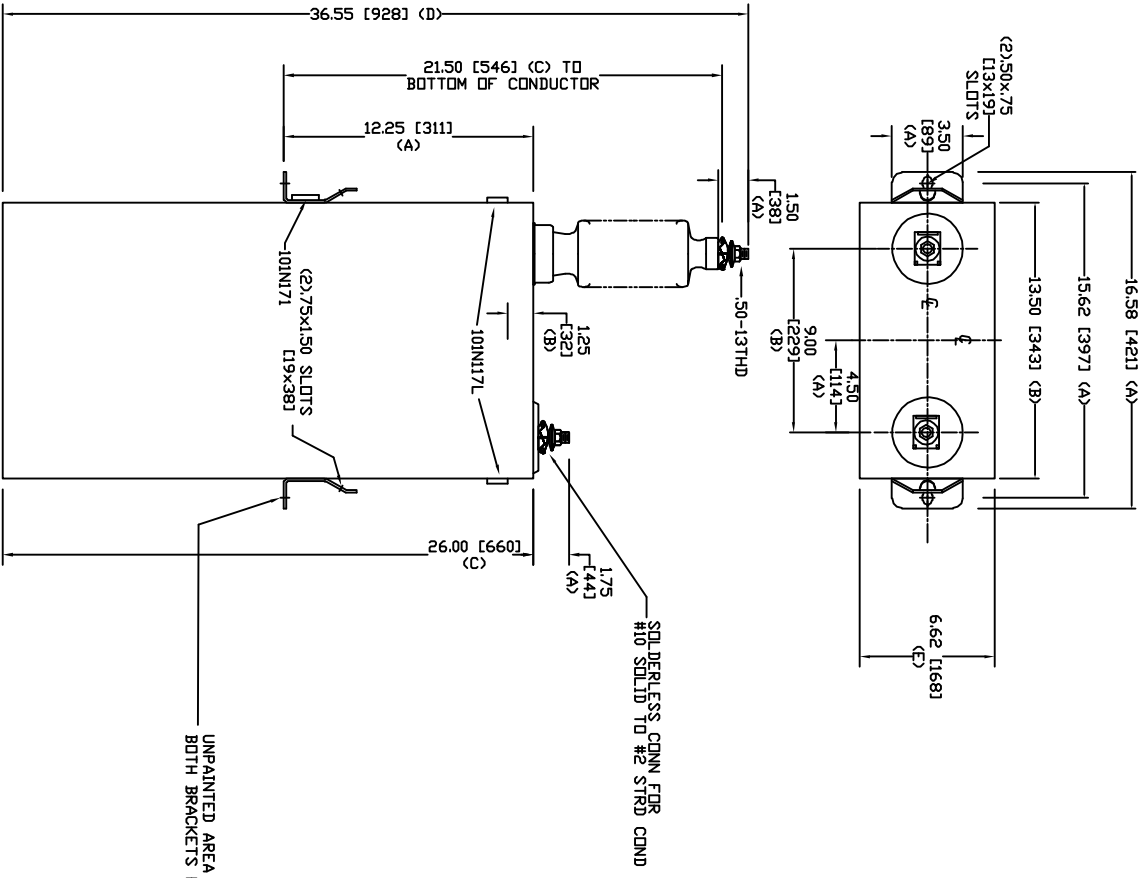 36.55 [928] (D)
21.50 [546] (C) TO
BOTTOM OF CONDUCTOR
12.25 [311]
(A)
(2).50x.75
[13x19]
SLOTS
3.50
[89]
(A)
1.50
[38]
(A)
.50-13THD
16.58 [421] (A)
15.62 [397] (A)
13.50 [343] (B)
9.00
[229]
(B)
4.50
[114]
(A)
CL
CL
6.62 [168]
(E)
101N171
(2).75x1.50 SLOTS
[19x38]
1.25
[32]
(B)
101N117L
26.00 [660]
(C)
1.75
[44]
(A)
SOLDERLESS CONN FOR
#10 SOLID TO #2 STRD COND
UNPAINTED AREA
BOTH BRACKETS